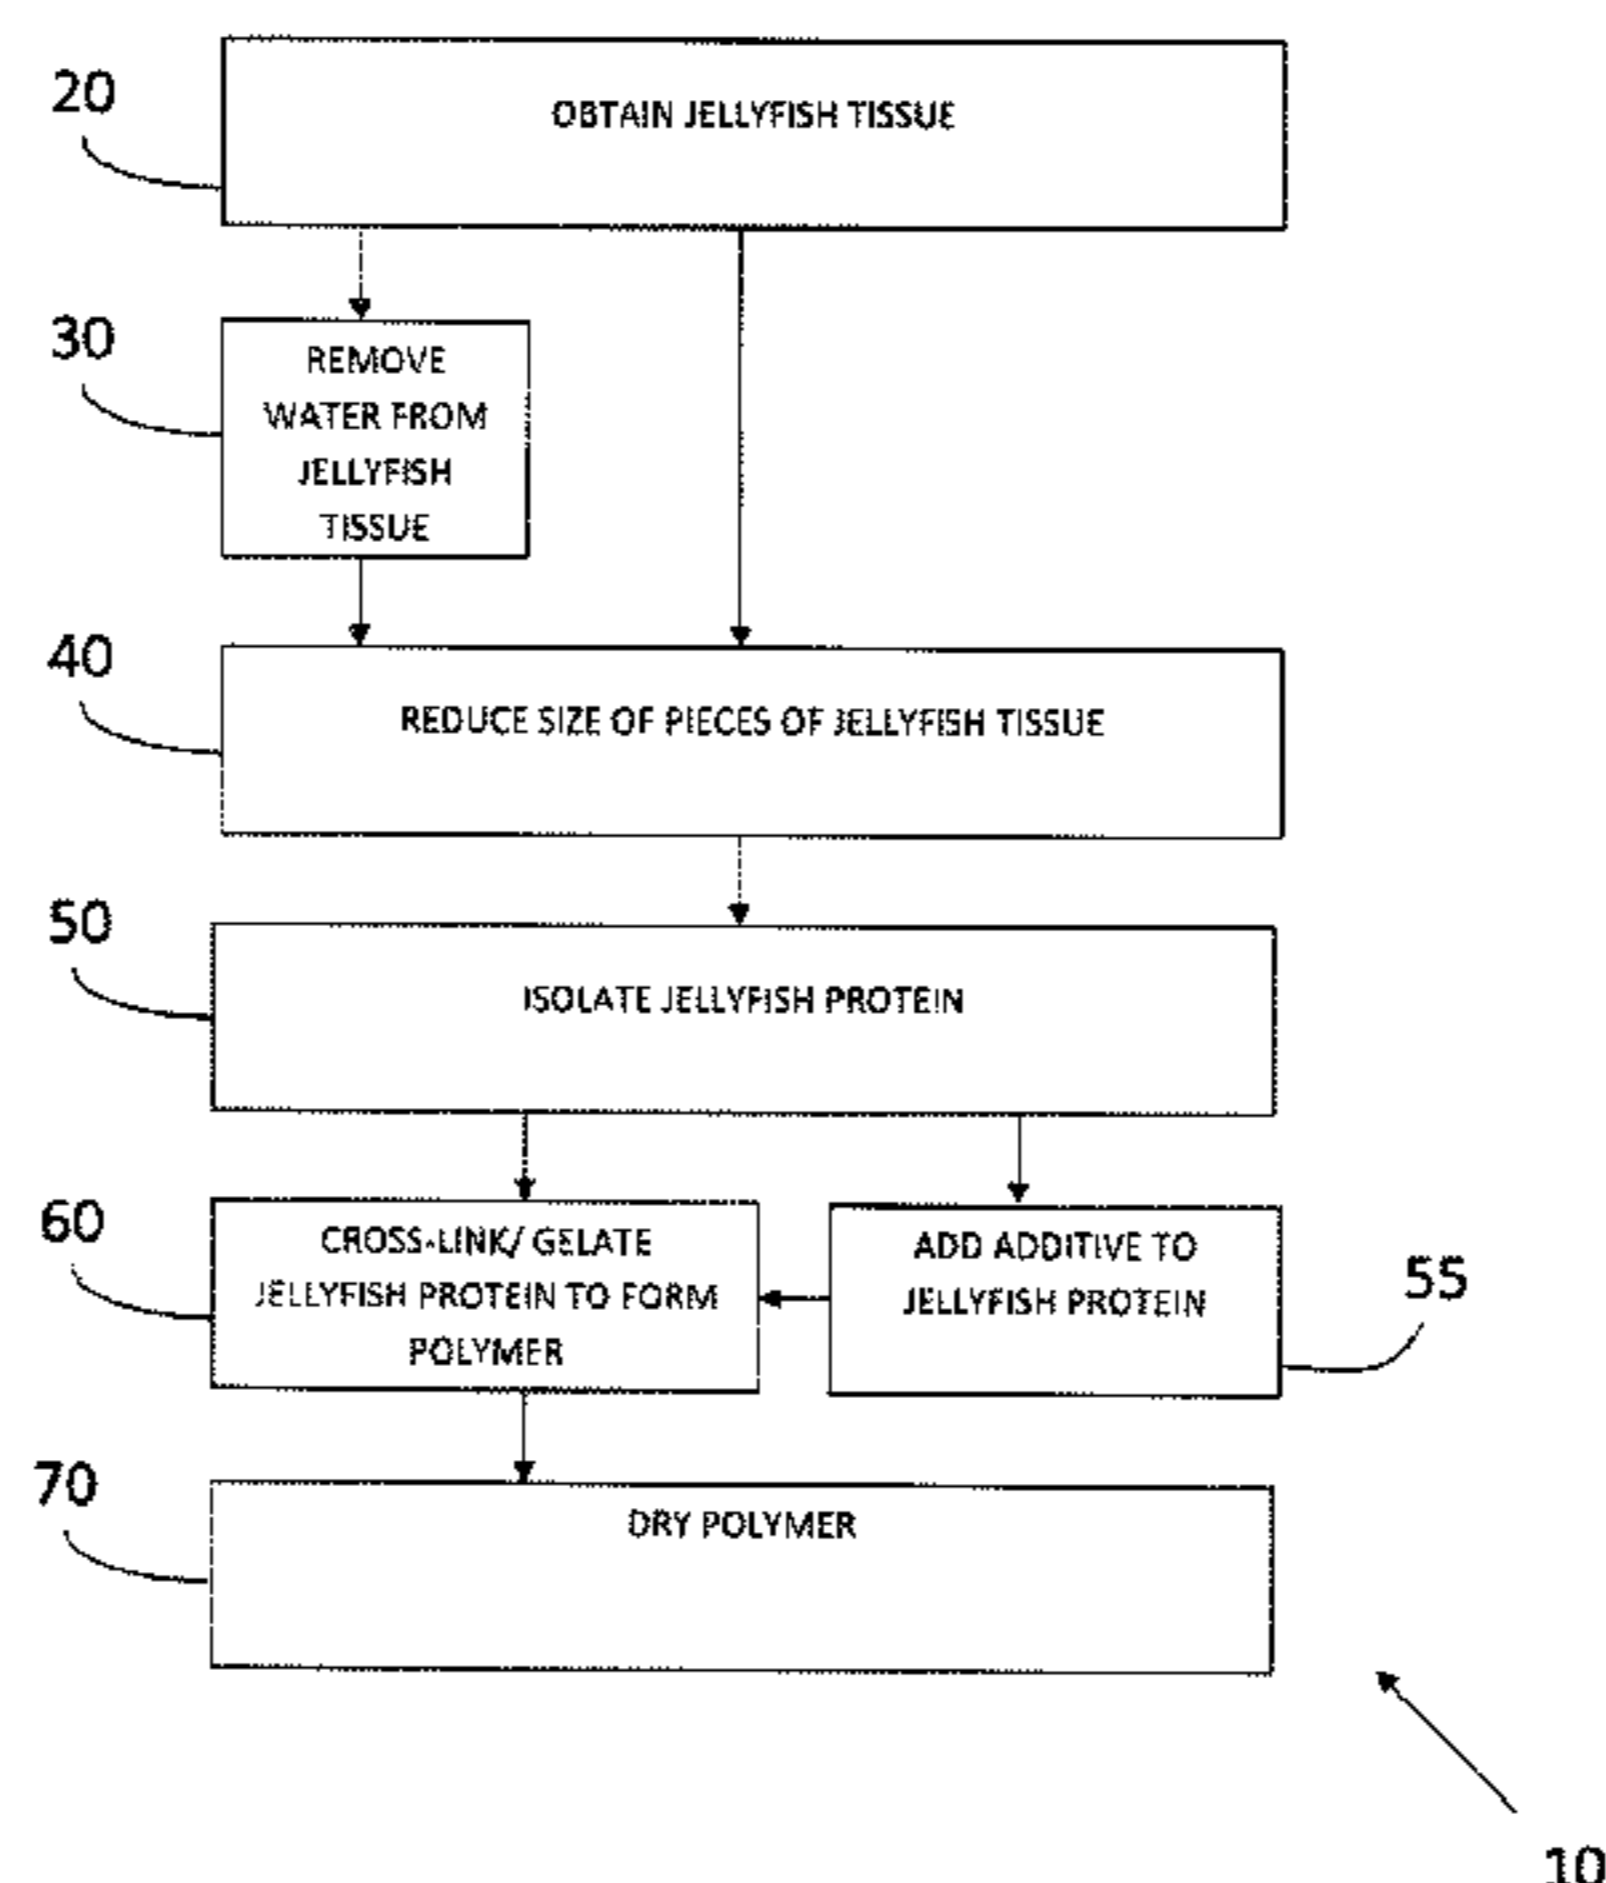 20
OBTAIN JELLYFISH TISSUE
30
REMOVE
WATER FROM
JELLYFISH
TISSUE
40
REDUCE SIZE OF PIECES OF JELLYFISH TISSUE
50
ISOLATE JELLYFISH PROTEIN
60
CROSS-LINK/ GELATE
JELLYFISH PROTEIN TO FORM
POLYMER
ADD ADDITIVE TO
JELLYFISH PROTEIN
55
70
DRY POLYMER
10